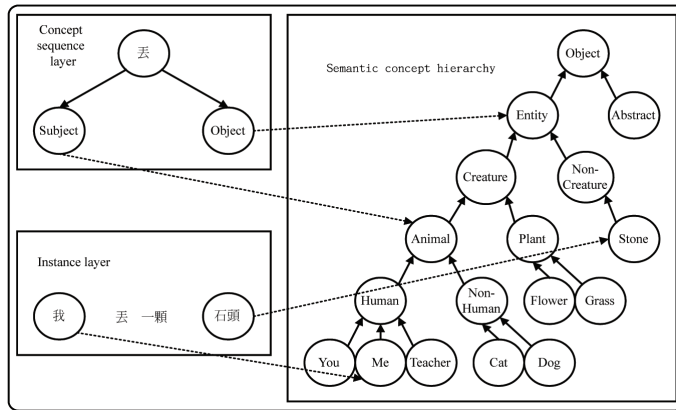 Concept
sequence
layer
丟
Subject
Object
Instance layer
我
丟 一顆
石頭
Semantic concept hierarchy
Object
Entity
Abstract
Creature
Non-
Creature
Animal
Plant
Stone
Human
Non-
Human
Flower
Grass
You
Me
Teacher
Cat
Dog